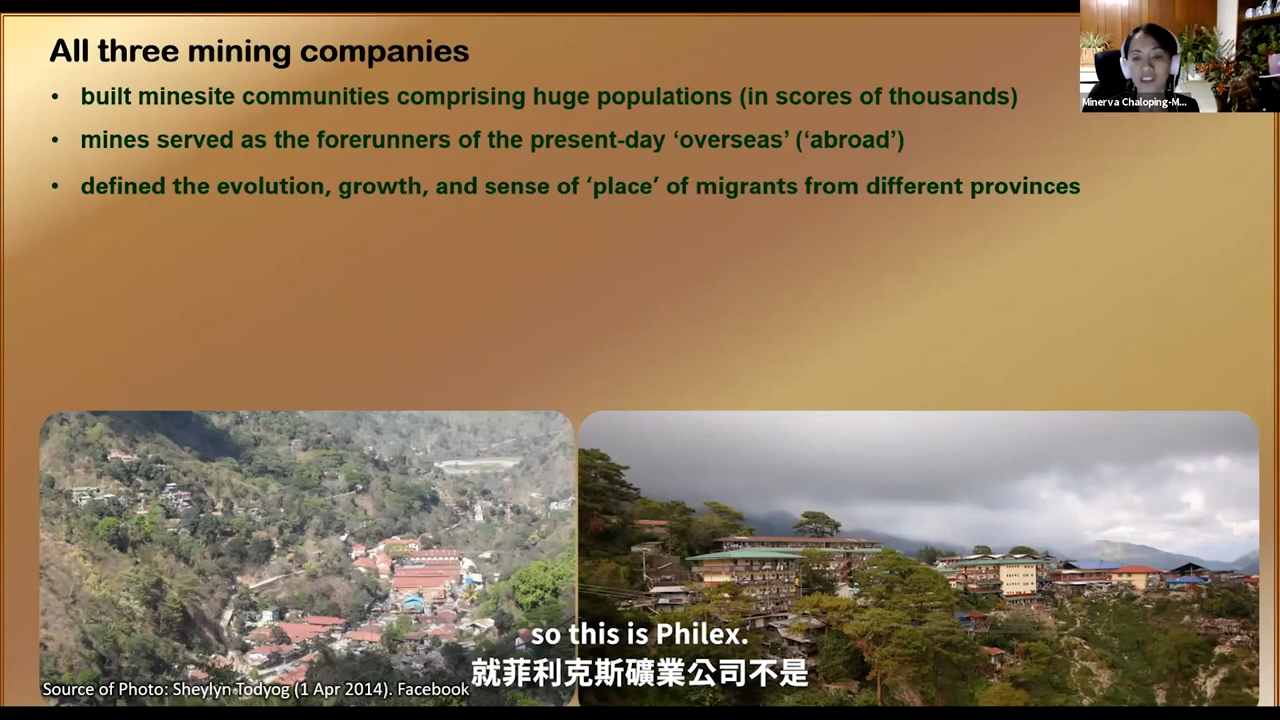 All three mining companies
• built minesite communities comprising huge populations (in scores of thousands)
• mines served as the forerunners of the present-day ‘overseas’ (‘abroad’)
• defined the evolution, growth, and sense of ‘place’ of migrants from different provinces
Minerva Chaloping-M...
so this is Philex.
就菲利克斯礦業公司不是
Source of Photo: Sheylyn Todyog (1 Apr 2014). Facebook